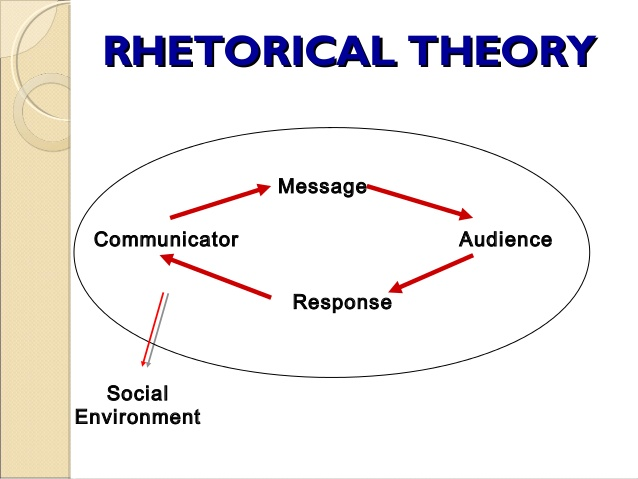 RHETORICAL THEORY
Message
Communicator
Audience
Response
Social
Environment